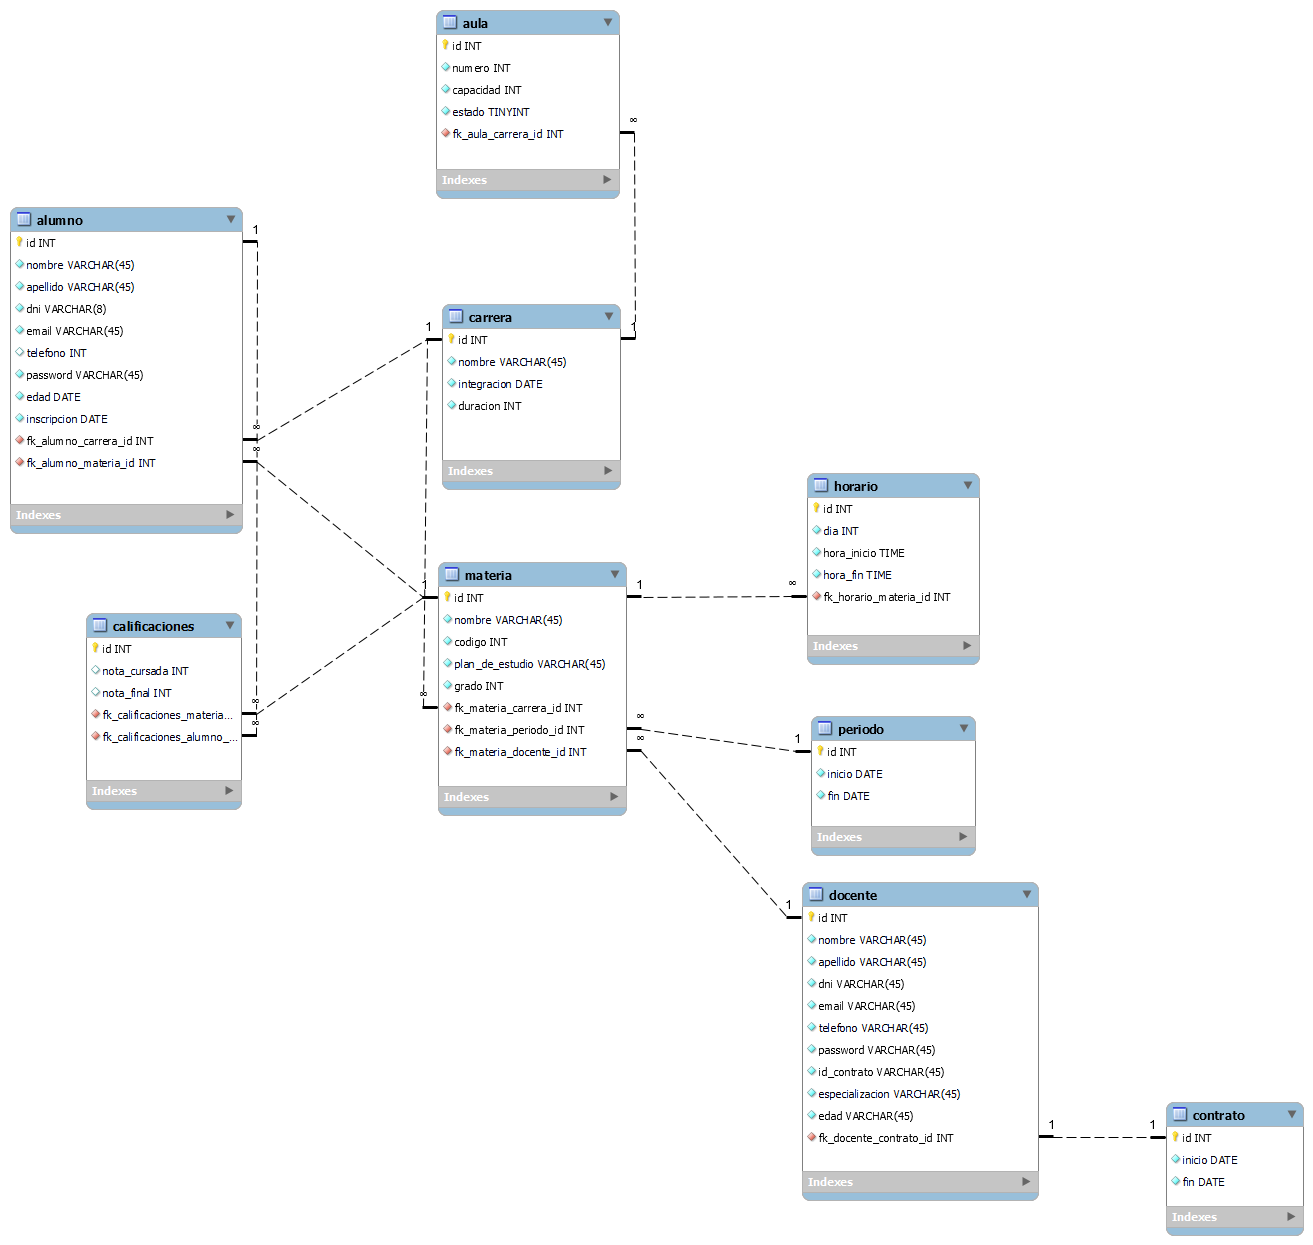 aula
id INT
numero INT
capacidad INT
estado TINYINT
fk_aula_carrera_id INT
Indexes
∞
1
alumno
id INT
nombre VARCHAR(45)
apellido VARCHAR(45)
dni VARCHAR(8)
email VARCHAR(45)
telefono INT
password VARCHAR(45)
edad DATE
inscripcion DATE
fk_alumno_carrera_id INT
fk_alumno_materia_id INT
Indexes
1
∞
∞
carrera
id INT
nombre VARCHAR(45)
integracion DATE
duracion INT
Indexes
1
calificaciones
id INT
nota_cursada INT
nota_final INT
fk_calificaciones_materia...
fk_calificaciones_alumno_...
Indexes
∞
∞
materia
id INT
nombre VARCHAR(45)
codigo INT
plan_de_estudio VARCHAR(45)
grado INT
fk_materia_carrera_id INT
fk_materia_periodo_id INT
fk_materia_docente_id INT
Indexes
1
∞
1
∞
∞
horario
id INT
dia INT
hora_inicio TIME
hora_fin TIME
fk_horario_materia_id INT
Indexes
∞
periodo
id INT
inicio DATE
fin DATE
Indexes
1
docente
id INT
nombre VARCHAR(45)
apellido VARCHAR(45)
dni VARCHAR(45)
email VARCHAR(45)
telefono VARCHAR(45)
password VARCHAR(45)
id_contrato VARCHAR(45)
especializacion VARCHAR(45)
edad VARCHAR(45)
fk_docente_contrato_id INT
Indexes
1
1
contrato
id INT
inicio DATE
fin DATE
Indexes
1